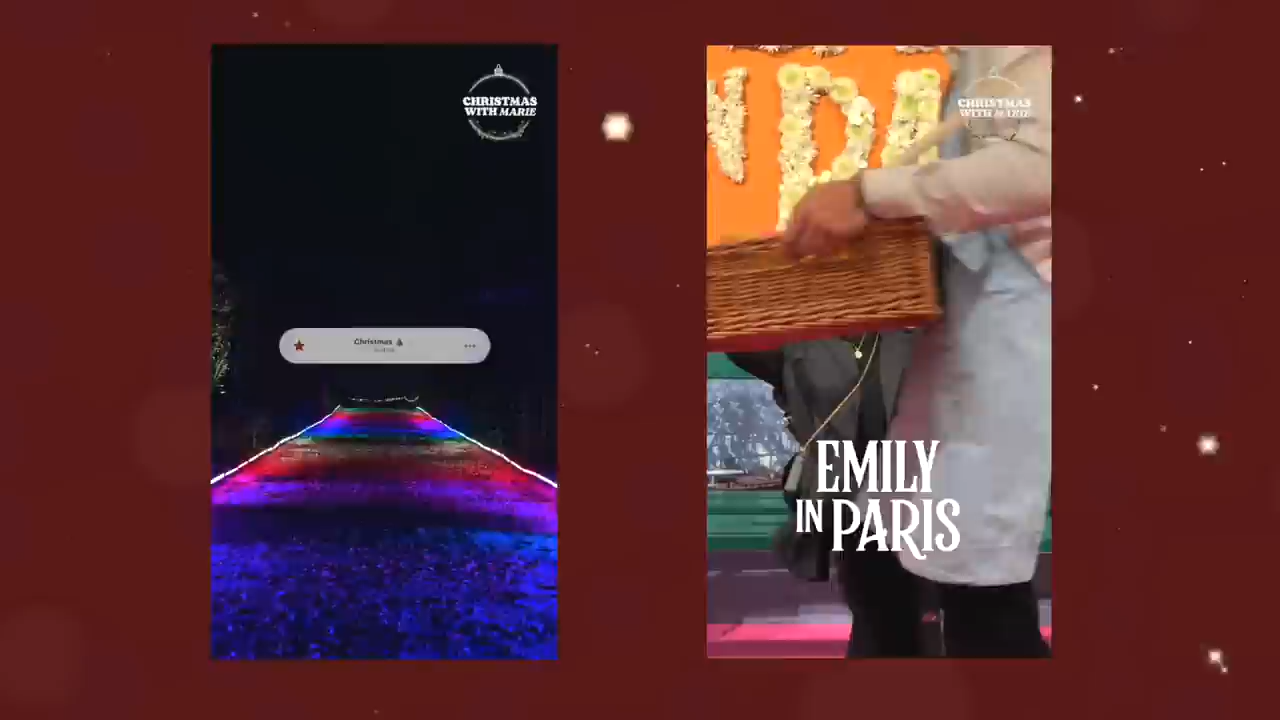 CHRISTMAS
WITH MARIE
Christmas 🎄
CHRISTMAS
WITH MARIE
EMILY
IN PARIS